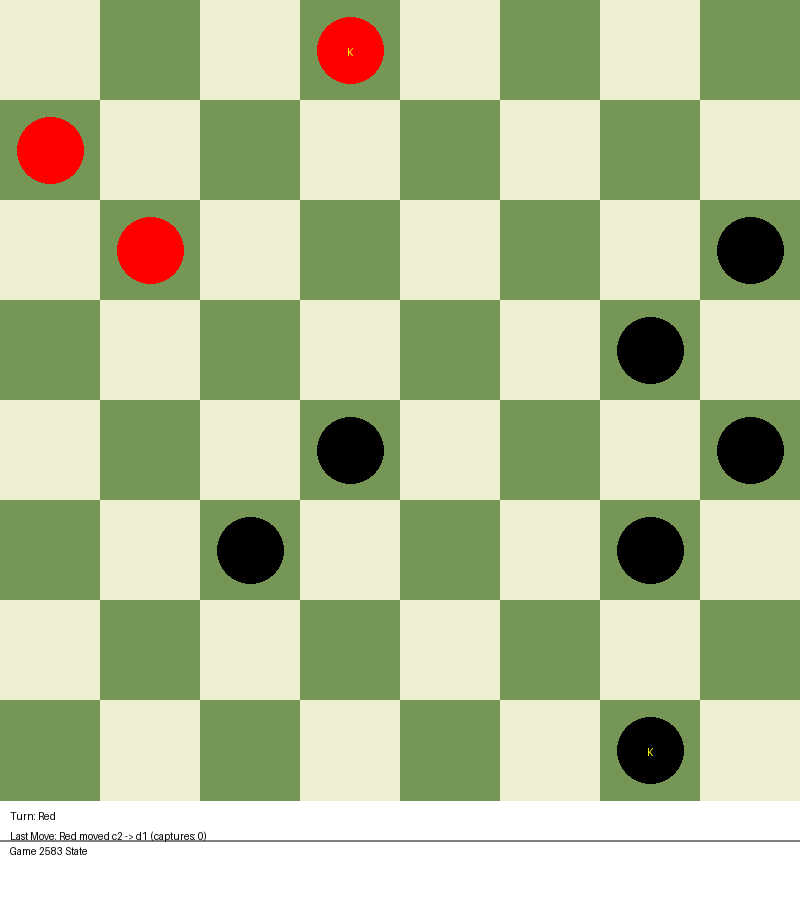 K
K
Turn: Red
Last Move: Red moved c2 -> d1 (captures: 0)
Game 2583 State